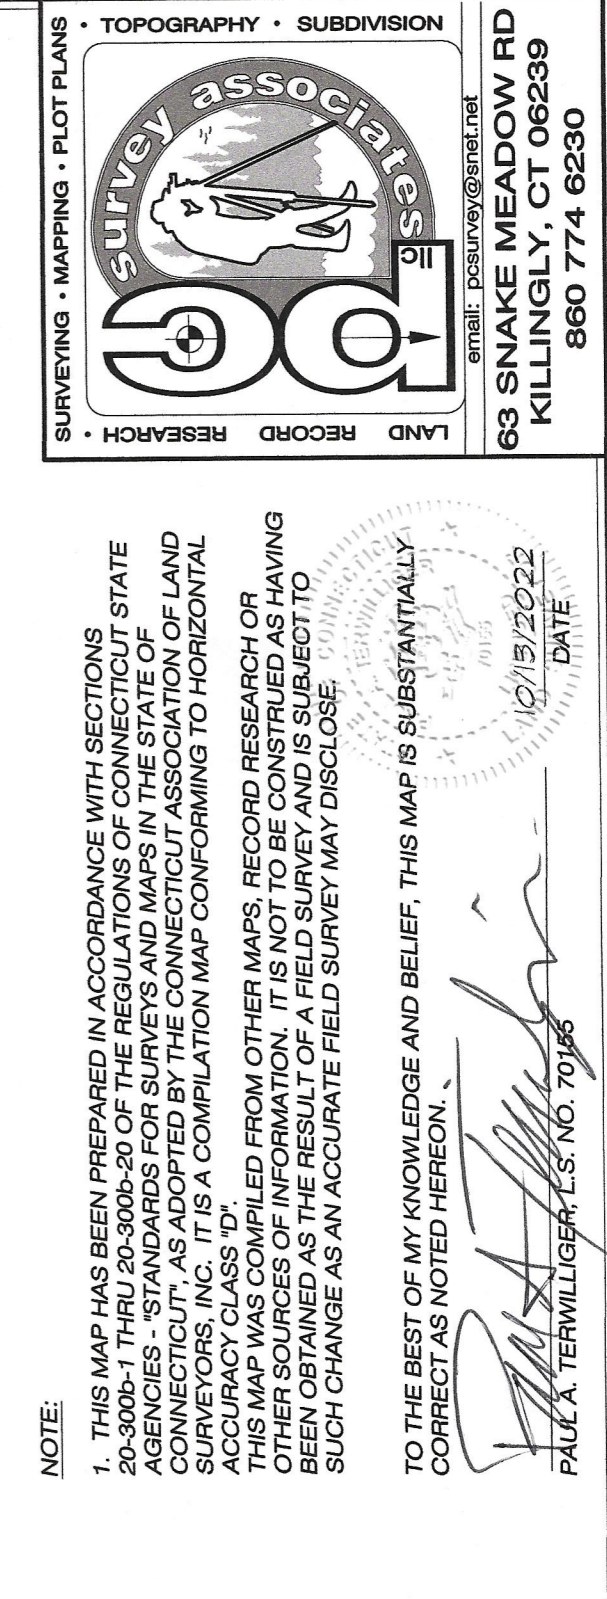 NOTE:
1. THIS MAP HAS BEEN PREPARED IN ACCORDANCE WITH SECTIONS
20-300b-1 THRU 20-300b-20 OF THE REGULATIONS OF CONNECTICUT STATE
AGENCIES - "STANDARDS FOR SURVEYS AND MAPS IN THE STATE OF
CONNECTICUT", AS ADOPTED BY THE CONNECTICUT ASSOCIATION OF LAND
SURVEYORS, INC. IT IS A COMPILATION MAP CONFORMING TO HORIZONTAL
ACCURACY CLASS "D".
THIS MAP WAS COMPILED FROM OTHER MAPS, RECORD RESEARCH OR
OTHER SOURCES OF INFORMATION. IT IS NOT TO BE CONSTRUED AS HAVING
BEEN OBTAINED AS THE RESULT OF A FIELD SURVEY AND IS SUBJECT TO
SUCH CHANGE AS AN ACCURATE FIELD SURVEY MAY DISCLOSE.
TO THE BEST OF MY KNOWLEDGE AND BELIEF, THIS MAP IS SUBSTANTIALLY
CORRECT AS NOTED HEREON.
10/13/2022
PAUL A. TERWILLIGER, L.S. NO. 70155
DATE
CONNECTICUT
TERWILLIGER
70155
SURVEYING • MAPPING • PLOT PLANS
• TOPOGRAPHY • SUBDIVISION
LAND RECORD RESEARCH •
pc
survey associates
llc
email: pcsurvey@snet.net
63 SNAKE MEADOW RD
KILLINGLY, CT 06239
860 774 6230